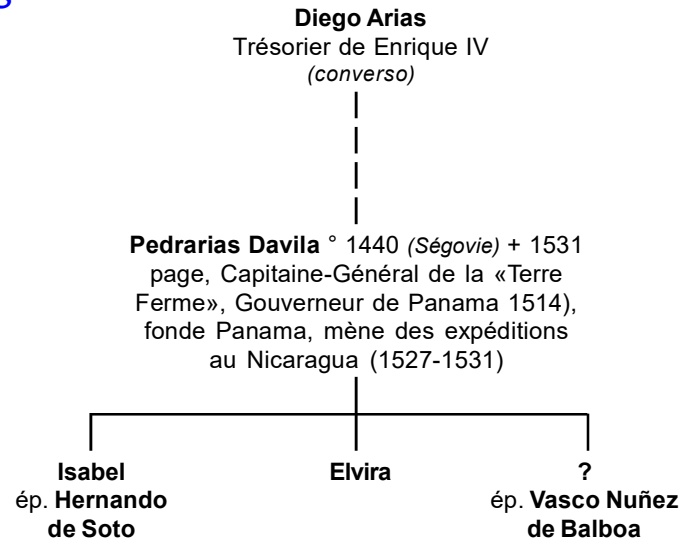 Diego Arias
Trésorier de Enrique IV
(converso)
Pedrarias Davila ° 1440 (Ségovie) + 1531
page, Capitaine-Général de la «Terre
Ferme», Gouverneur de Panama 1514),
fonde Panama, mène des expéditions
au Nicaragua (1527-1531)
Isabel
ép. Hernando
de Soto
Elvira
?
ép. Vasco Nuñez
de Balboa